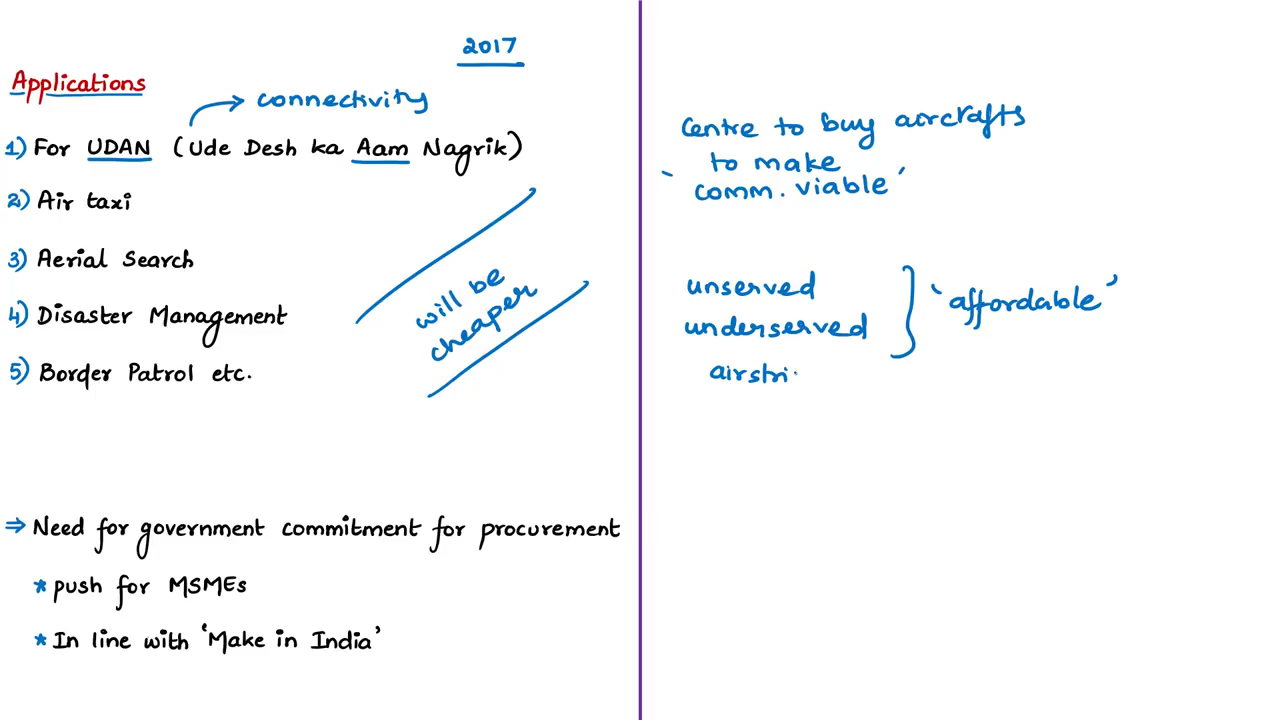 2017
Applications
connectivity
1) For UDAN (Ude Desh ka Aam Nagrik)
2) Air taxi
3) Aerial Search
4) Disaster Management
5) Border Patrol etc.
will be
cheaper
⇒ Need for government commitment for procurement
* push for MSMEs
* In line with 'Make in India'
Centre to buy aircrafts
to make
' comm. viable '
unserved
underserved
'affordable'
airstri